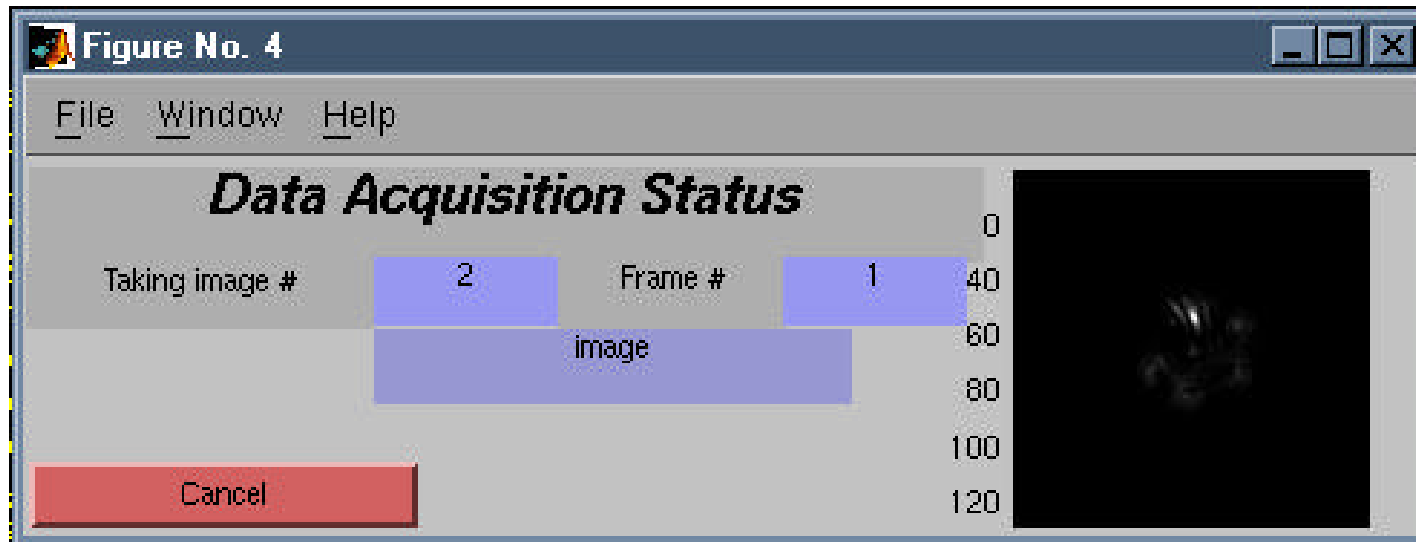 Figure No. 4
File Window Help
Data Acquisition Status
Taking image # 2 Frame # 1
image
Cancel
0
40
60
80
100
120